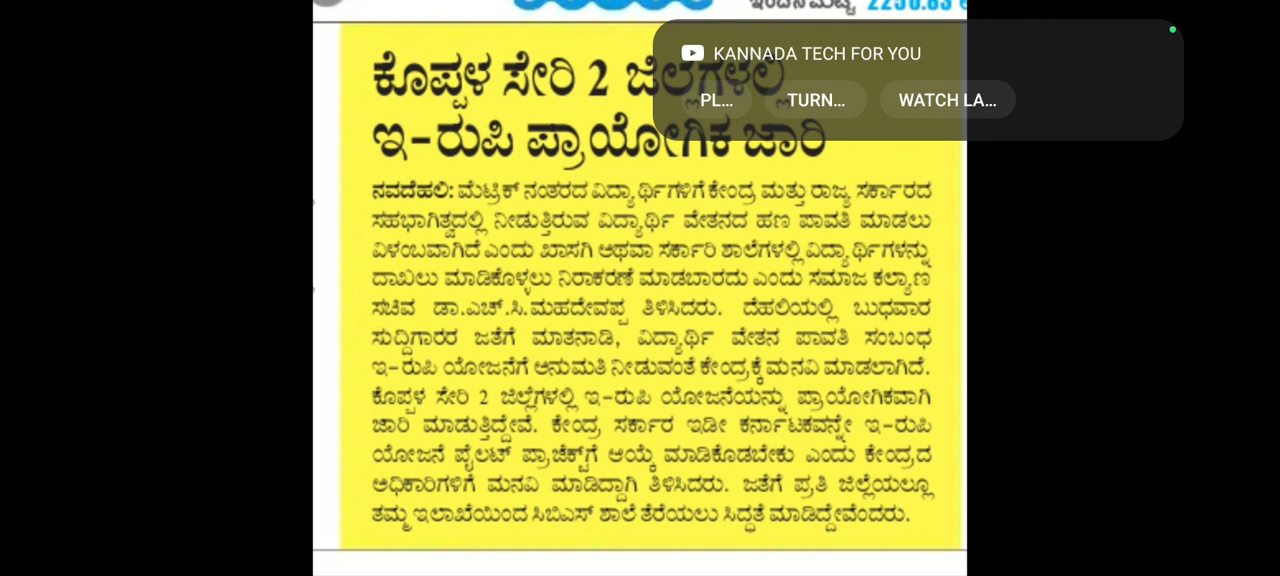 2250.83
KANNADA TECH FOR YOU
PL... TURN... WATCH LA...
ಕೊಪ್ಪಳ ಸೇರಿ 2 ಜಿಲ್ಲೆಗಳಲ್ಲಿ
ಇ-ರುಪಿ ಪ್ರಾಯೋಗಿಕ ಜಾರಿ
ನವದೆಹಲಿ: ಮೆಟ್ರಿಕ್ ನಂತರದ ವಿದ್ಯಾರ್ಥಿಗಳಿಗೆ ಕೇಂದ್ರ ಮತ್ತು ರಾಜ್ಯ ಸರ್ಕಾರದ
ಸಹಭಾಗಿತ್ವದಲ್ಲಿ ನೀಡುತ್ತಿರುವ ವಿದ್ಯಾರ್ಥಿ ವೇತನದ ಹಣ ಪಾವತಿ ಮಾಡಲು
ವಿಳಂಬವಾಗಿದೆ ಎಂದು ಖಾಸಗಿ ಅಥವಾ ಸರ್ಕಾರಿ ಶಾಲೆಗಳಲ್ಲಿ ವಿದ್ಯಾರ್ಥಿಗಳನ್ನು
ದಾಖಲು ಮಾಡಿಕೊಳ್ಳಲು ನಿರಾಕರಣೆ ಮಾಡಬಾರದು ಎಂದು ಸಮಾಜ ಕಲ್ಯಾಣ
ಸಚಿವ ಡಾ.ಎಚ್.ಸಿ.ಮಹದೇವಪ್ಪ ತಿಳಿಸಿದರು. ದೆಹಲಿಯಲ್ಲಿ ಬುಧವಾರ
ಸುದ್ದಿಗಾರರ ಜತೆಗೆ ಮಾತನಾಡಿ, ವಿದ್ಯಾರ್ಥಿ ವೇತನ ಪಾವತಿ ಸಂಬಂಧ
ಇ-ರುಪಿ ಯೋಜನೆಗೆ ಅನುಮತಿ ನೀಡುವಂತೆ ಕೇಂದ್ರಕ್ಕೆ ಮನವಿ ಮಾಡಲಾಗಿದೆ.
ಕೊಪ್ಪಳ ಸೇರಿ 2 ಜಿಲ್ಲೆಗಳಲ್ಲಿ ಇ-ರುಪಿ ಯೋಜನೆಯನ್ನು ಪ್ರಾಯೋಗಿಕವಾಗಿ
ಜಾರಿ ಮಾಡುತ್ತಿದ್ದೇವೆ. ಕೇಂದ್ರ ಸರ್ಕಾರ ಇಡೀ ಕರ್ನಾಟಕವನ್ನೇ ಇ-ರುಪಿ
ಯೋಜನೆ ಪೈಲಟ್ ಪ್ರಾಜೆಕ್ಟ್‌ಗೆ ಆಯ್ಕೆ ಮಾಡಿಕೊಡಬೇಕು ಎಂದು ಕೇಂದ್ರದ
ಅಧಿಕಾರಿಗಳಿಗೆ ಮನವಿ ಮಾಡಿದ್ದಾಗಿ ತಿಳಿಸಿದರು. ಜತೆಗೆ ಪ್ರತಿ ಜಿಲ್ಲೆಯಲ್ಲೂ
ತಮ್ಮ ಇಲಾಖೆಯಿಂದ ಸಿಬಿಎಸ್ ಶಾಲೆ ತೆರೆಯಲು ಸಿದ್ಧತೆ ಮಾಡಿದ್ದೇವೆಂದರು.